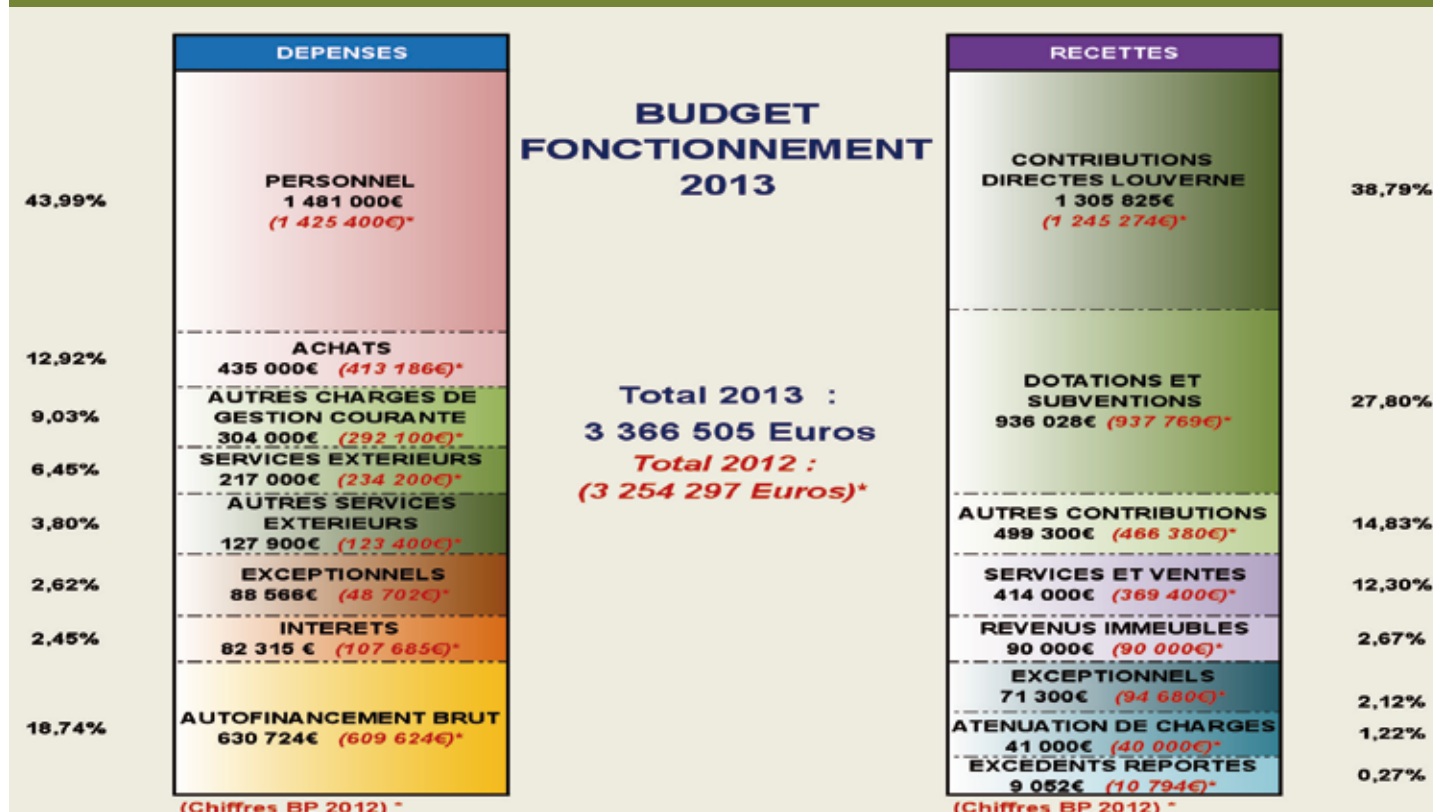 DEPENSES
43,99%
PERSONNEL
1 481 000€
(1 425 400€)*
12,92%
ACHATS
435 000€ (413 186€)*
9,03%
AUTRES CHARGES DE
GESTION COURANTE
304 000€ (292 100€)*
6,45%
SERVICES EXTERIEURS
217 000€ (234 200€)*
3,80%
AUTRES SERVICES
EXTERIEURS
127 900€ (123 400€)*
2,62%
EXCEPTIONNELS
88 566€ (48 702€)*
2,45%
INTERETS
82 315 € (107 685€)*
18,74%
AUTOFINANCEMENT BRUT
630 724€ (609 624€)*
(Chiffres BP 2012) *
BUDGET
FONCTIONNEMENT
2013
Total 2013 :
3 366 505 Euros
Total 2012 :
(3 254 297 Euros)*
RECETTES
CONTRIBUTIONS
DIRECTES LOUVERNE
1 305 825€
(1 245 274€)*
38,79%
DOTATIONS ET
SUBVENTIONS
936 028€ (937 769€)*
27,80%
AUTRES CONTRIBUTIONS
499 300€ (466 380€)*
14,83%
SERVICES ET VENTES
414 000€ (369 400€)*
12,30%
REVENUS IMMEUBLES
90 000€ (90 000€)*
2,67%
EXCEPTIONNELS
71 300€ (94 680€)*
2,12%
ATENUATION DE CHARGES
41 000€ (40 000€)*
1,22%
EXCEDENTS REPORTES
9 052€ (10 794€)*
0,27%
(Chiffres BP 2012) *